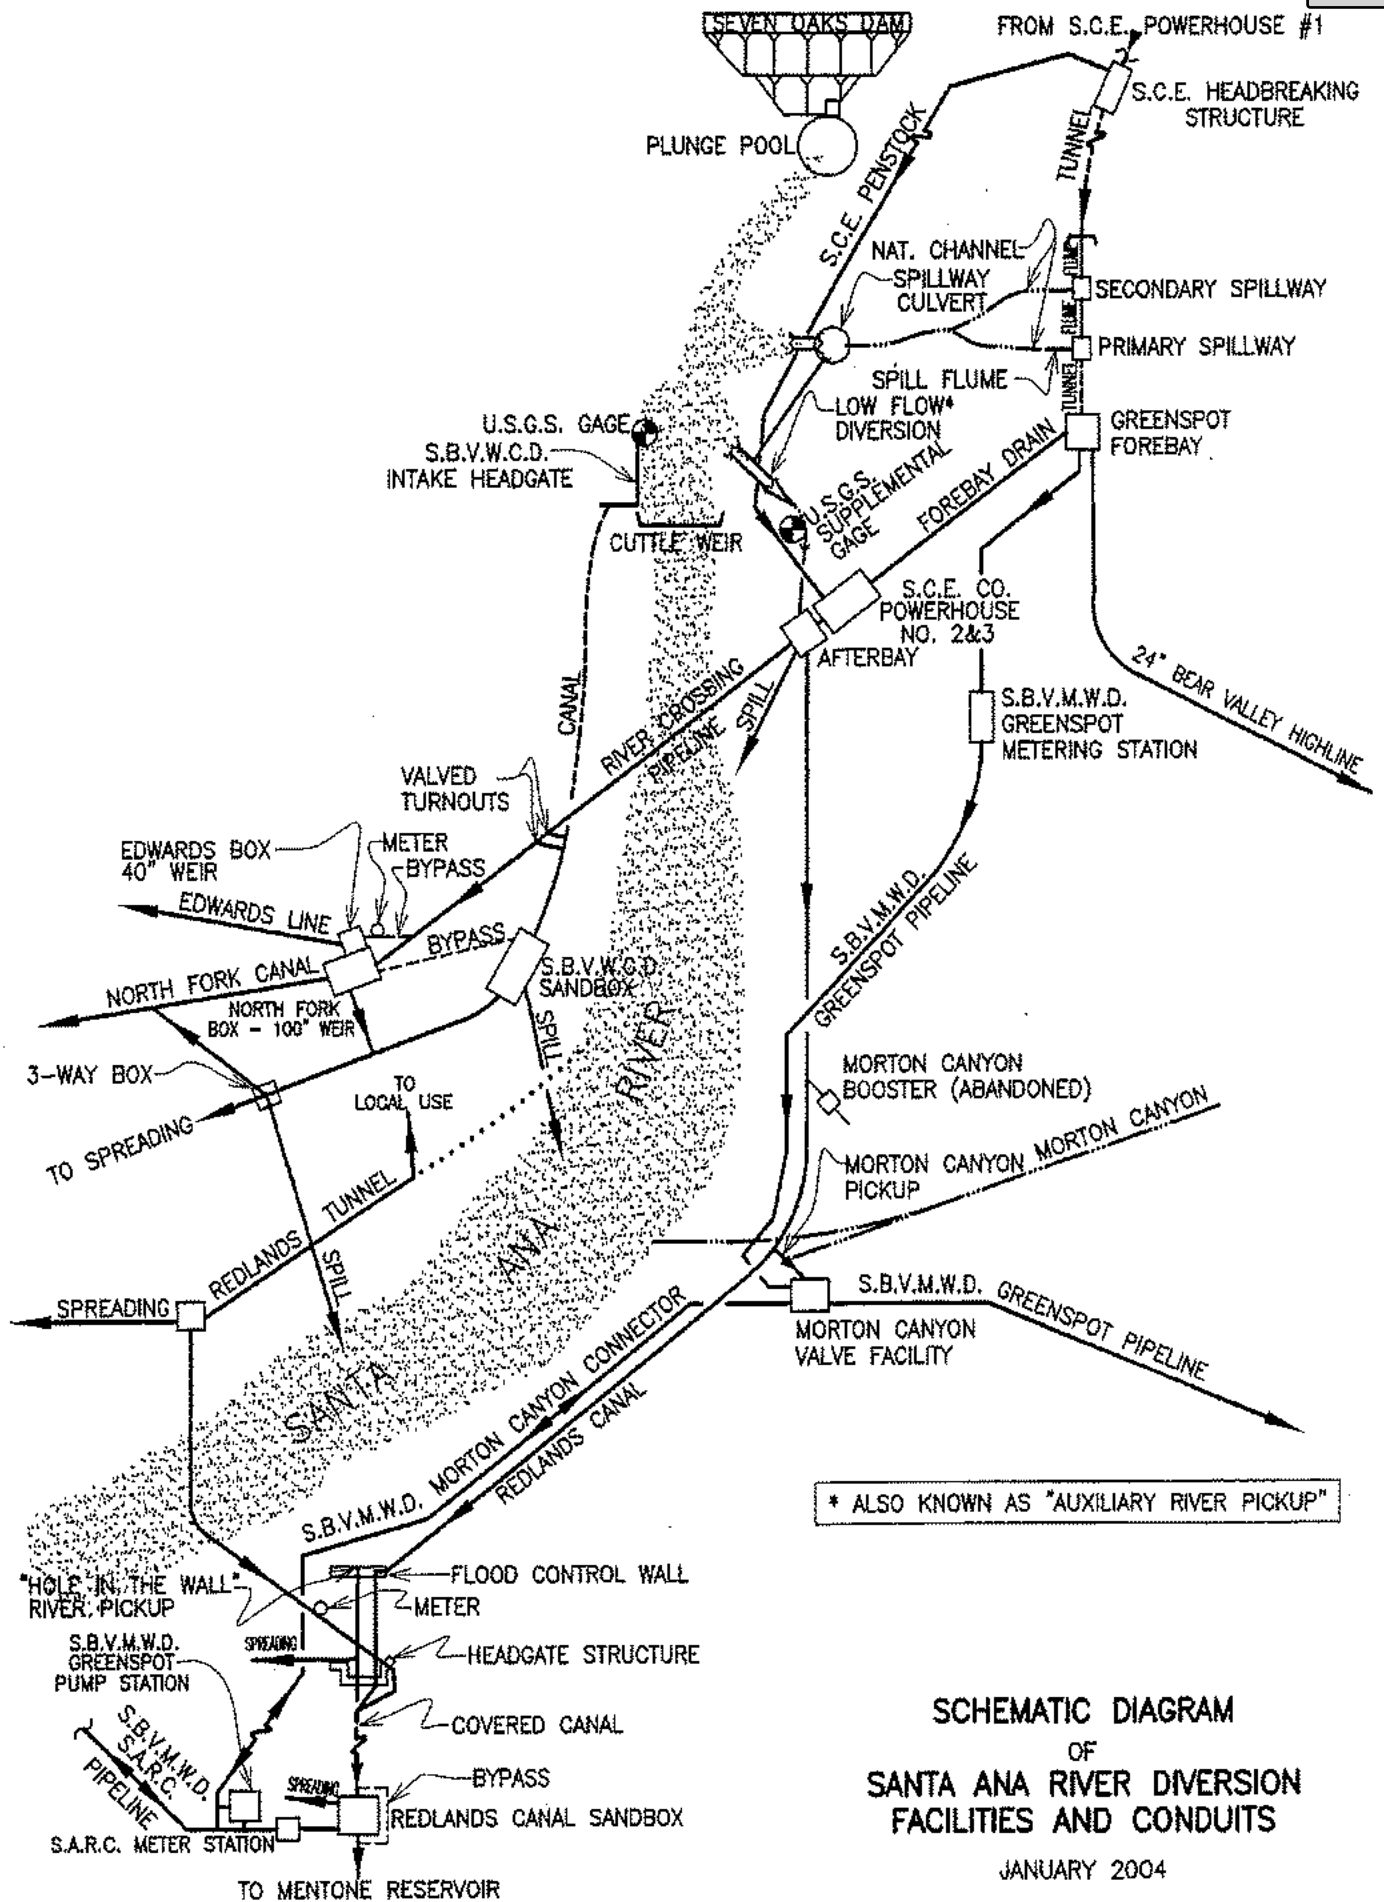 SEVEN OAKS DAM
FROM S.C.E. POWERHOUSE #1
S.C.E. HEADBREAKING
STRUCTURE
PLUNGE POOL
S.C.E. PENSTOCK
TUNNEL
NAT. CHANNEL
FLUME
SPILLWAY
CULVERT
SECONDARY SPILLWAY
FLUME
PRIMARY SPILLWAY
SPILL FLUME
TUNNEL
LOW FLOW*
DIVERSION
GREENSPOT
FOREBAY
U.S.G.S. GAGE
S.B.V.W.C.D.
INTAKE HEADGATE
FOREBAY DRAIN
U.S.G.S.
SUPPLEMENTAL
GAGE
CUTTLE WEIR
S.C.E. CO.
POWERHOUSE
NO. 2&3
AFTERBAY
24" BEAR VALLEY HIGHLINE
CANAL
RIVER CROSSING
PIPELINE
SPILL
S.B.V.M.W.D.
GREENSPOT
METERING STATION
VALVED
TURNOUTS
EDWARDS BOX
40" WEIR
METER
BYPASS
EDWARDS LINE
BYPASS
S.B.V.M.W.D.
GREENSPOT PIPELINE
NORTH FORK CANAL
S.B.V.W.C.D.
SANDBOX
NORTH FORK
BOX - 100" WEIR
SPILL
3-WAY BOX
TO
LOCAL USE
MORTON CANYON
BOOSTER (ABANDONED)
TO SPREADING
MORTON CANYON
MORTON CANYON
PICKUP
REDLANDS TUNNEL
SPILL
SPREADING
S.B.V.M.W.D. GREENSPOT PIPELINE
MORTON CANYON
VALVE FACILITY
SANTA ANA RIVER
S.B.V.M.W.D. MORTON CANYON CONNECTOR
REDLANDS CANAL
* ALSO KNOWN AS "AUXILIARY RIVER PICKUP"
"HOLE IN THE WALL"
RIVER PICKUP
FLOOD CONTROL WALL
METER
S.B.V.M.W.D.
GREENSPOT
PUMP STATION
SPREADING
HEADGATE STRUCTURE
COVERED CANAL
S.B.V.M.W.D.
S.A.R.C.
PIPELINE
SPREADING
BYPASS
REDLANDS CANAL SANDBOX
S.A.R.C. METER STATION
TO MENTONE RESERVOIR
SCHEMATIC DIAGRAM
OF
SANTA ANA RIVER DIVERSION
FACILITIES AND CONDUITS
JANUARY 2004